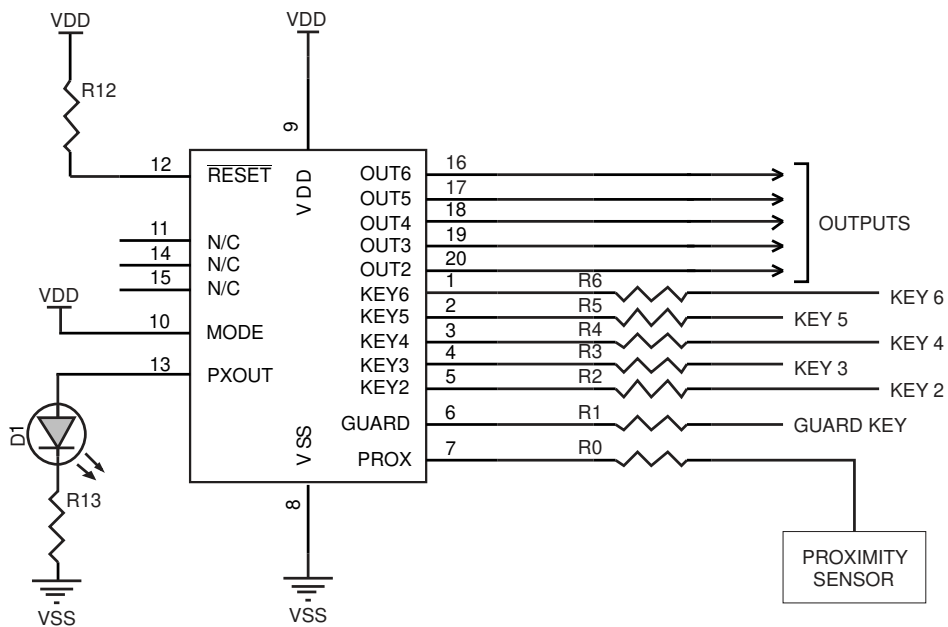 VDD
VDD
R12
9
12
RESET
VDD
OUT6
16
OUT5
17
OUT4
18
OUT3
19
OUT2
20
OUTPUTS
11
N/C
14
N/C
15
N/C
VDD
10
MODE
13
PXOUT
KEY6
1
R6
KEY 6
KEY5
2
R5
KEY 5
KEY4
3
R4
KEY 4
KEY3
4
R3
KEY 3
KEY2
5
R2
KEY 2
GUARD
6
R1
GUARD KEY
PROX
7
R0
D1
R13
VSS
8
VSS
VSS
PROXIMITY
SENSOR